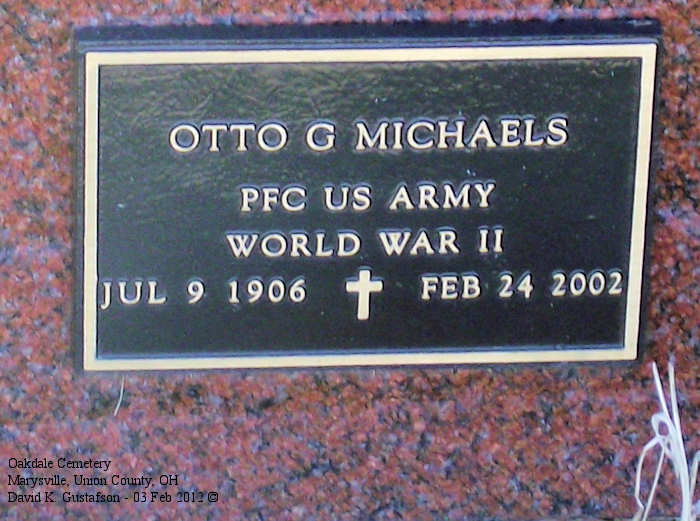 OTTO G MICHAELS
PFC US ARMY
WORLD WAR II
JUL 9 1906 FEB 24 2002
Oakdale Cemetery
Marysville, Union County, OH
David K. Gustafson - 03 Feb 2012 ©